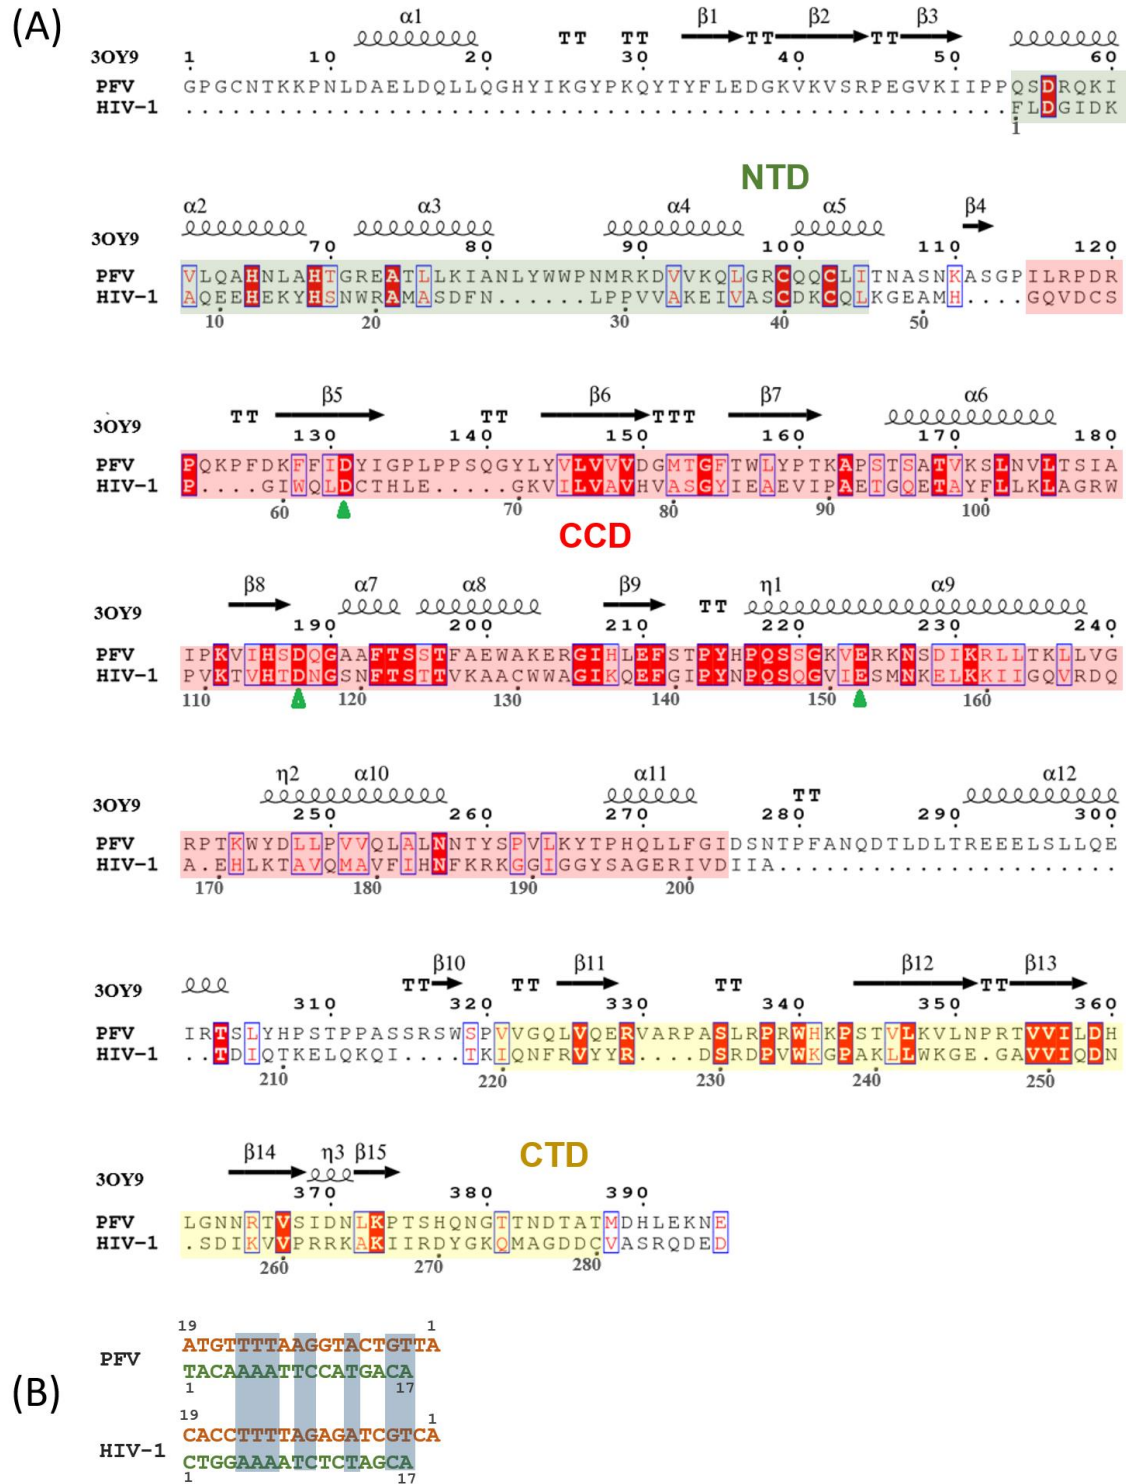 (A)
α1 β1 β2 β3
TT TT TT TT
3OY9 1 10 20 30 40 50 60
PFV GPGCNTKKPNLDAELDQLLQGHYIKGYPKQYTYFLEDGKVKVSRPEGVKIIPPQSDRQKI
HIV-1 .....................................................FLDGIDK
1
NTD
α2 α3 α4 α5 β4
3OY9 70 80 90 100 110 120
PFV VLQAHNLAHTGREATLLKIANLYWWPNMRKDVVKQLGRCQQCLITNASNKASGPILRPDR
HIV-1 AQEEHEKYHSNWRAMASDFN......LPPVVAKEIVASCDKCQLKGEAMH....GQVDCS
10 20 30 40 50
β5 β6 β7 α6
TT TT TTT
3OY9 130 140 150 160 170 180
PFV PQKPFDKFFIDYIGPLPPSQGYLYVLVVVDGMTGFTWLYPTKAPSTSATVKSLNVLTSIA
HIV-1 P....GIWQLDCTHLE.....GKVILVAVHVASGYIEAEVIPAETGQETAYFLLKLAGRW
60 70 80 90 100
CCD
β8 α7 α8 β9 η1 α9
TT
3OY9 190 200 210 220 230 240
PFV IPKVIHSDQGAAFTSSTFAEWAKERGIHLEFSTPYHPQSSGKVERKNSDIKRLLTKLLVG
HIV-1 PVKTVHTDNGSNFTSTTVKAACWWAGIKQEFGIPYNPQSQGVIESMNKELKKIIGQVRDQ
110 120 130 140 150 160
η2 α10 α11 α12
TT
3OY9 250 260 270 280 290 300
PFV RPTKWYDLLPVVQLALNNTYSPVLKYTPHQLLFGIDSNTPFANQDTLDLTREEELSLLQE
HIV-1 A.EHLKTAVQMAVFIHNFKRKGGIGGYSAGERIVDIIA......................
170 180 190 200
β10 β11 β12 β13
TT TT TT TT
3OY9 310 320 330 340 350 360
PFV IRTSLYHPSTPPASSRSWSPVVGQLVQERVARPASLRPRWHKPSTVLKVLNPRTVVILDH
HIV-1 ..TDIQTKELQKQI....TKIQNFRVYYR....DSRDPVWKGPAKLLWKGE.GAVVIQDN
210 220 230 240 250
β14 η3 β15 CTD
3OY9 370 380 390
PFV LGNNRTVSIDNLKPTSHQNGTTNDTATMDHLEKNE
HIV-1 .SDIKVVPRRKAKIIRDYGKQMAGDDCVASRQDED
260 270 280
(B)
19 1
ATGTTTTAAGGTACTGTTA
PFV
TACAAAATTCCATGACA
1 17
19 1
CACCTTTTAGAGATCGTCA
HIV-1
CTGGAAAATCTCTAGCA
1 17